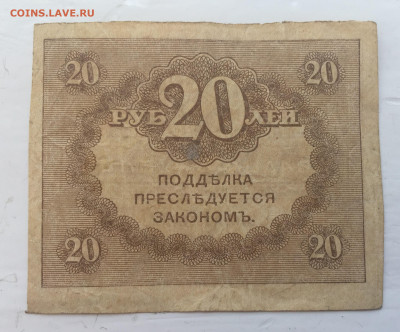 COINS.LAVE.RU
20 20
РУБ 20 ЛЕЙ
ПОДДѢЛКА
ПРЕСЛѢДУЕТСЯ
ЗАКОНОМЪ.
20 20